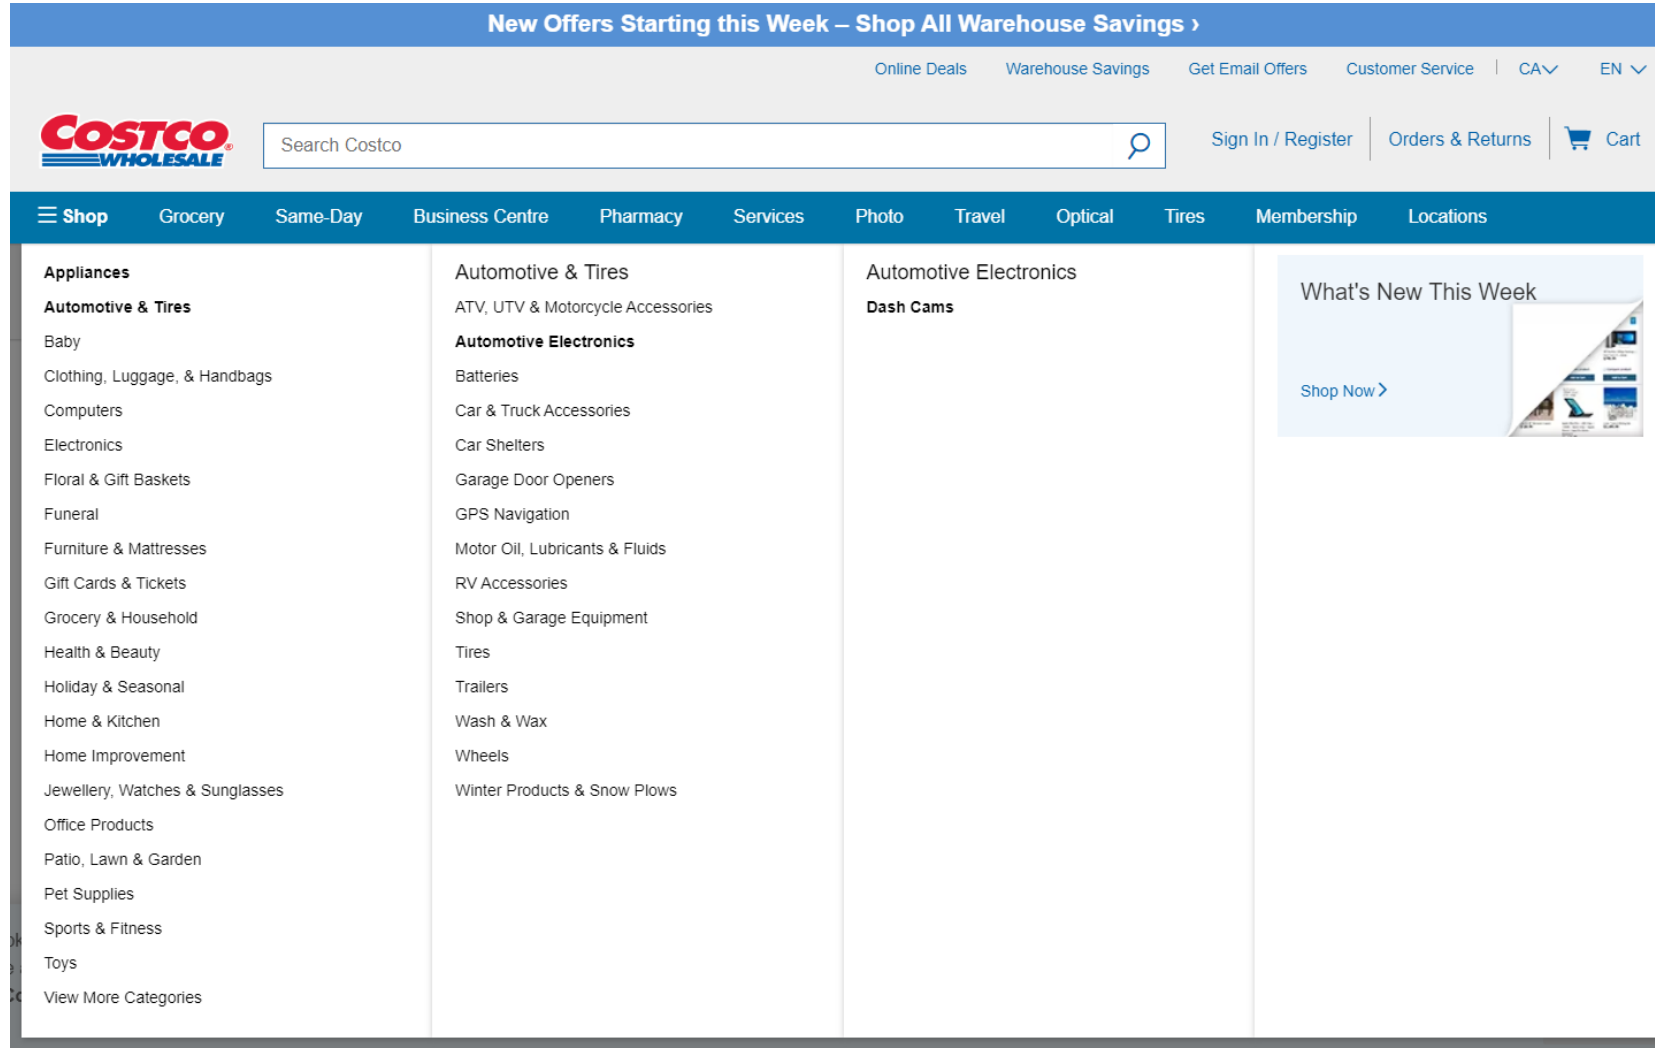 New Offers Starting this Week – Shop All Warehouse Savings ›
Online Deals Warehouse Savings Get Email Offers Customer Service CA EN
COSTCO WHOLESALE
Search Costco
Sign In / Register Orders & Returns Cart
Shop Grocery Same-Day Business Centre Pharmacy Services Photo Travel Optical Tires Membership Locations
Appliances
Automotive & Tires
Baby
Clothing, Luggage, & Handbags
Computers
Electronics
Floral & Gift Baskets
Funeral
Furniture & Mattresses
Gift Cards & Tickets
Grocery & Household
Health & Beauty
Holiday & Seasonal
Home & Kitchen
Home Improvement
Jewellery, Watches & Sunglasses
Office Products
Patio, Lawn & Garden
Pet Supplies
Sports & Fitness
Toys
View More Categories
Automotive & Tires
ATV, UTV & Motorcycle Accessories
Automotive Electronics
Batteries
Car & Truck Accessories
Car Shelters
Garage Door Openers
GPS Navigation
Motor Oil, Lubricants & Fluids
RV Accessories
Shop & Garage Equipment
Tires
Trailers
Wash & Wax
Wheels
Winter Products & Snow Plows
Automotive Electronics
Dash Cams
What's New This Week
Shop Now